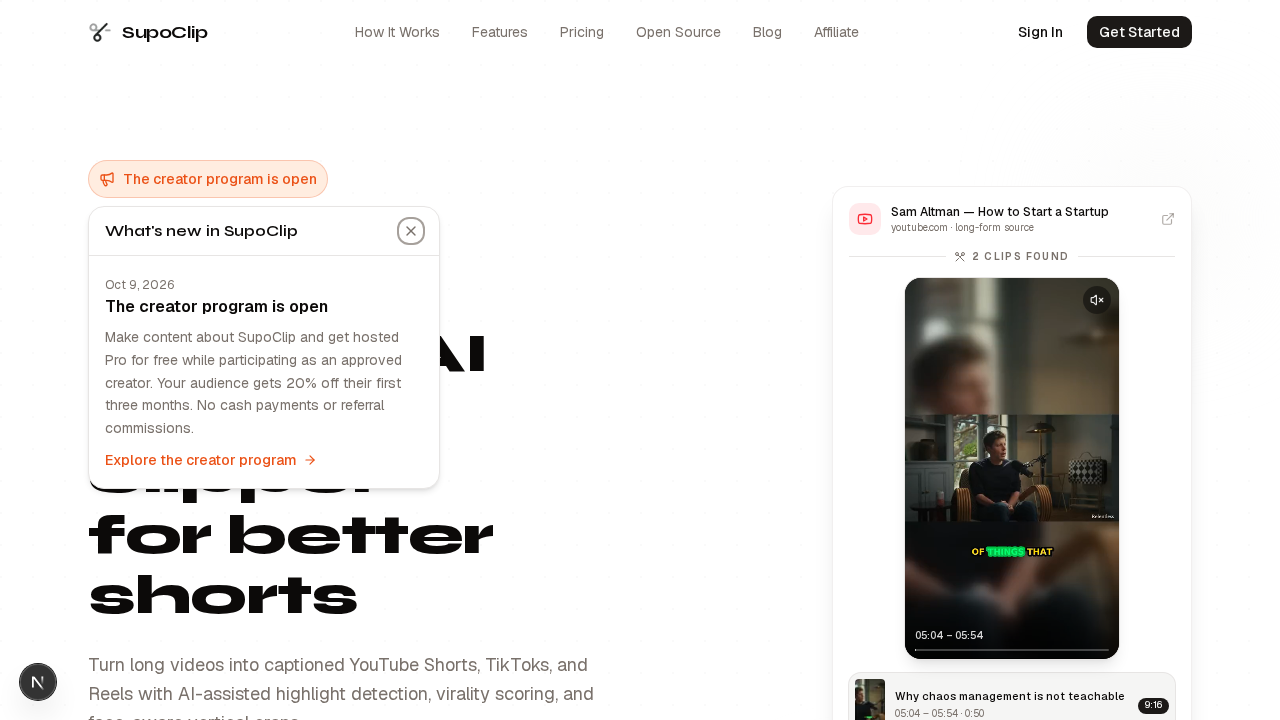 SupoClip
How It Works
Features
Pricing
Open Source
Blog
Affiliate
Sign In
Get Started
The creator program is open
What's new in SupoClip
Oct 9, 2026
The creator program is open
Make content about SupoClip and get hosted
Pro for free while participating as an approved
creator. Your audience gets 20% off their first
three months. No cash payments or referral
commissions.
Explore the creator program
AI
for better
shorts
Turn long videos into captioned YouTube Shorts, TikToks, and
Reels with AI-assisted highlight detection, virality scoring, and
Sam Altman — How to Start a Startup
youtube.com · long-form source
2 CLIPS FOUND
Relentless
OF THINGS THAT
05:04 – 05:54
Why chaos management is not teachable
05:04 – 05:54 · 0:50
9:16
N